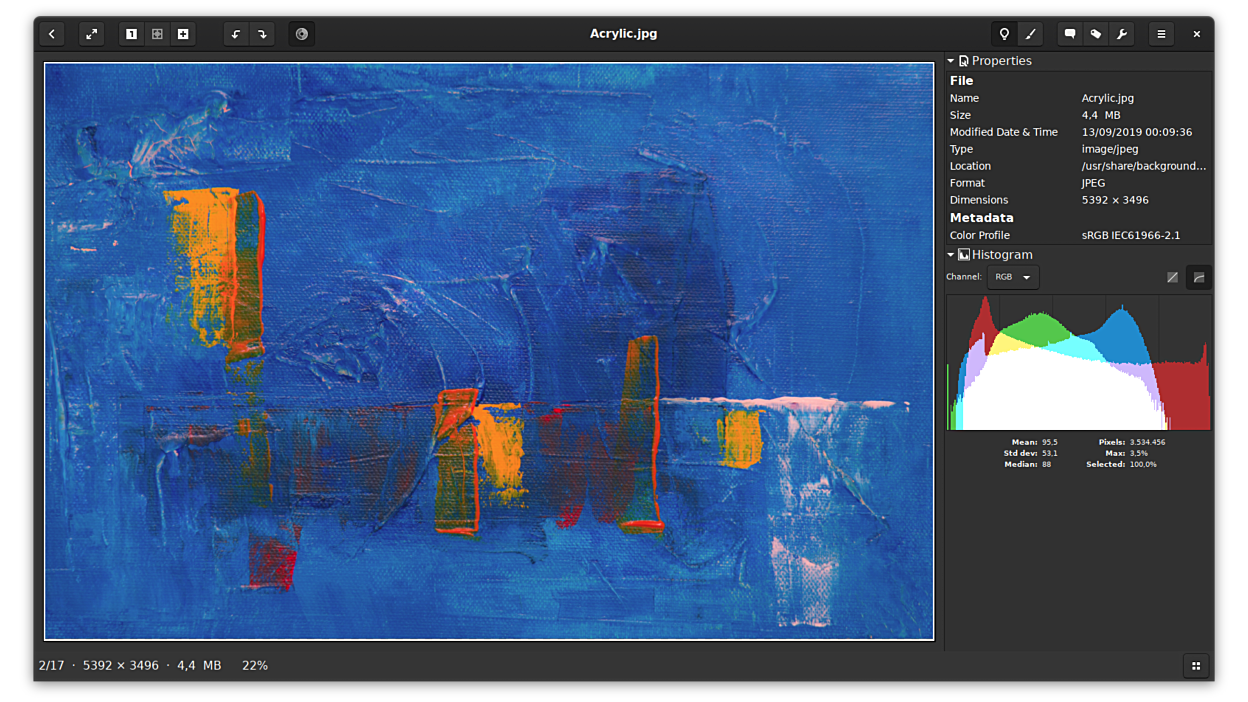 Acrylic.jpg
Properties
File
Name Acrylic.jpg
Size 4,4 MB
Modified Date & Time 13/09/2019 00:09:36
Type image/jpeg
Location /usr/share/background...
Format JPEG
Dimensions 5392 × 3496
Metadata
Color Profile sRGB IEC61966-2.1
Histogram
Channel: RGB
Mean: 95,5 Pixels: 3.534.456
Std dev: 53,1 Max: 3,5%
Median: 88 Selected: 100,0%
2/17 · 5392 × 3496 · 4,4 MB 22%